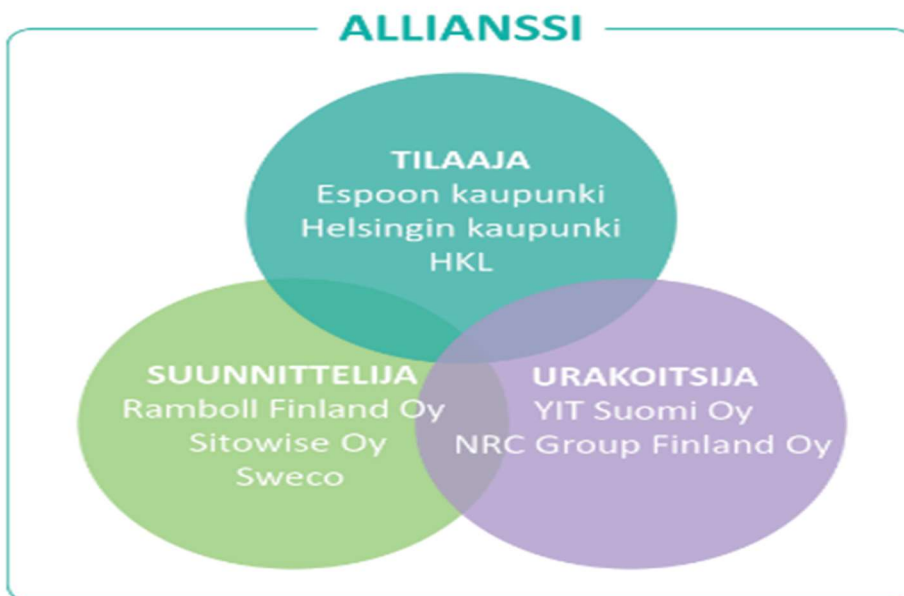 ALLIANSSI
TILAAJA
Espoon kaupunki
Helsingin kaupunki
HKL
SUUNNITTELIJA
Ramboll Finland Oy
Sitowise Oy
Sweco
URAKOITSIJA
YIT Suomi Oy
NRC Group Finland Oy